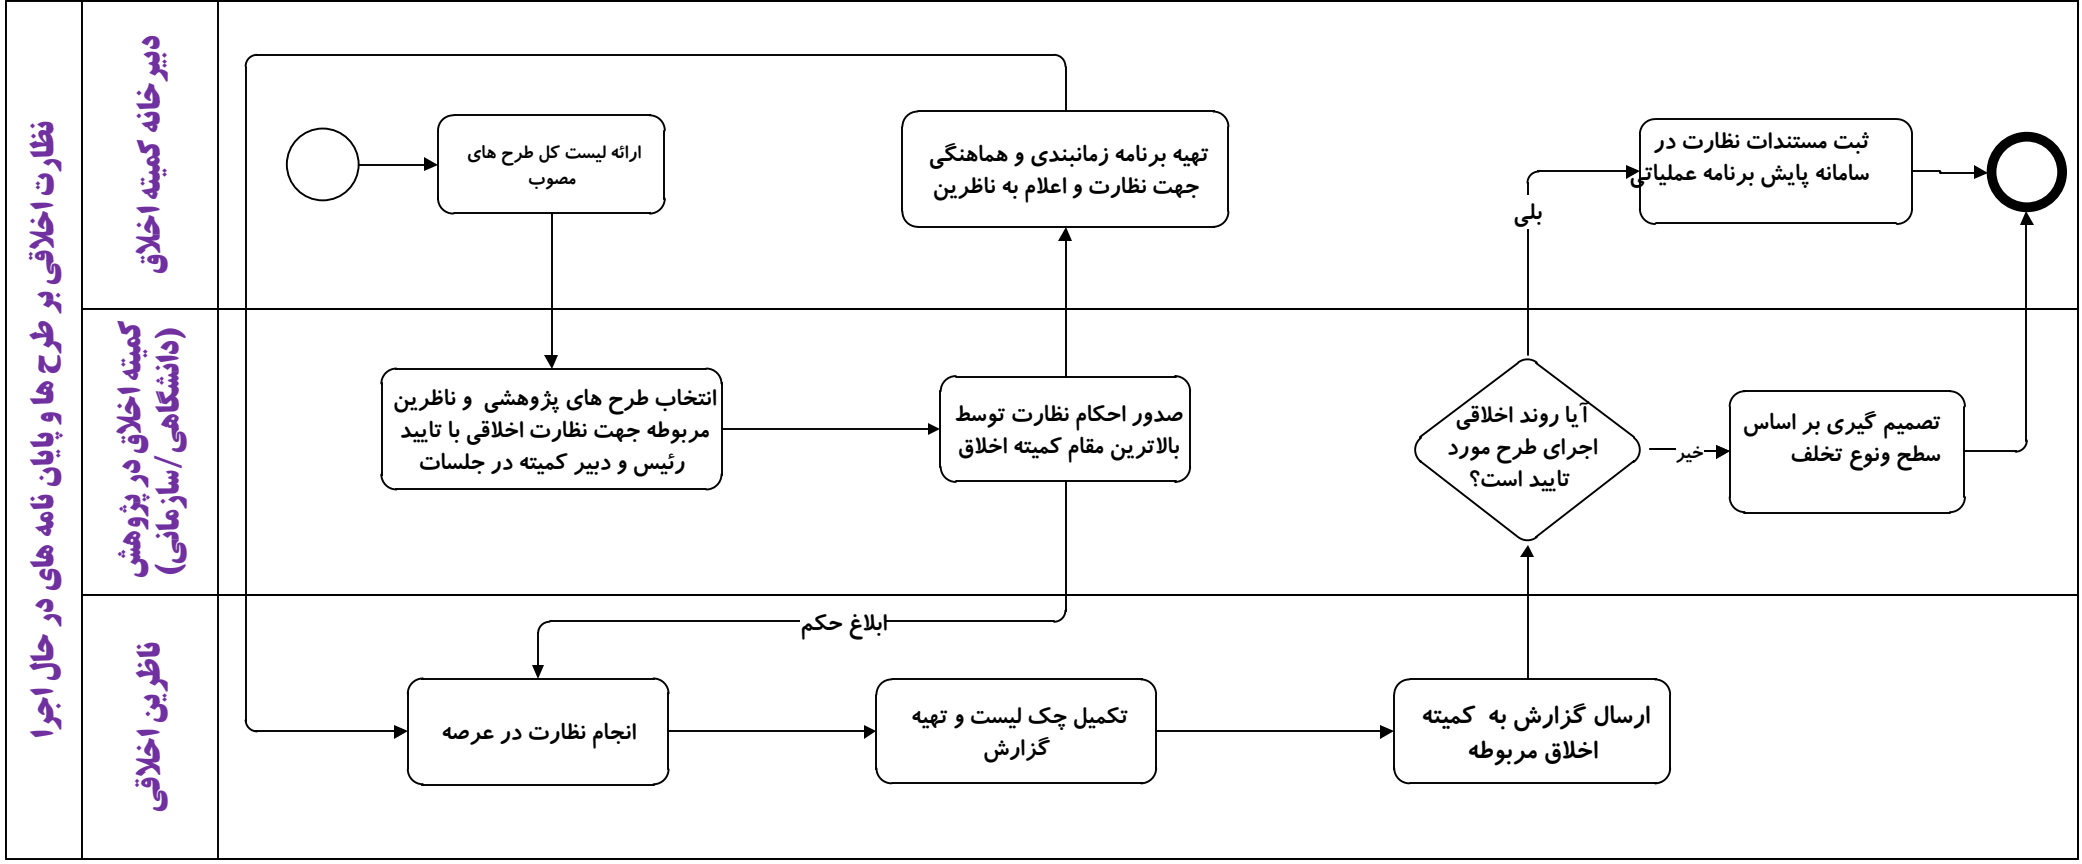 نظارت اخلاقی بر طرح ها و پایان نامه های در حال اجرا
دبیرخانه کمیته اخلاق
ارائه لیست کل طرح های
مصوب
تهیه برنامه زمانبندی و هماهنگی
جهت نظارت و اعلام به ناظرین
ثبت مستندات نظارت در
سامانه پایش برنامه عملیاتی
بلی
کمیته اخلاق در پژوهش
(دانشگاهی /سازمانی)
انتخاب طرح های پژوهشی و ناظرین
مربوطه جهت نظارت اخلاقی با تایید
رئیس و دبیر کمیته در جلسات
صدور احکام نظارت توسط
بالاترین مقام کمیته اخلاق
آیا روند اخلاقی
اجرای طرح مورد
تایید است؟
خیر
تصمیم گیری بر اساس
سطح ونوع تخلف
ناظرین اخلاقی
ابلاغ حکم
انجام نظارت در عرصه
تکمیل چک لیست و تهیه
گزارش
ارسال گزارش به کمیته
اخلاق مربوطه